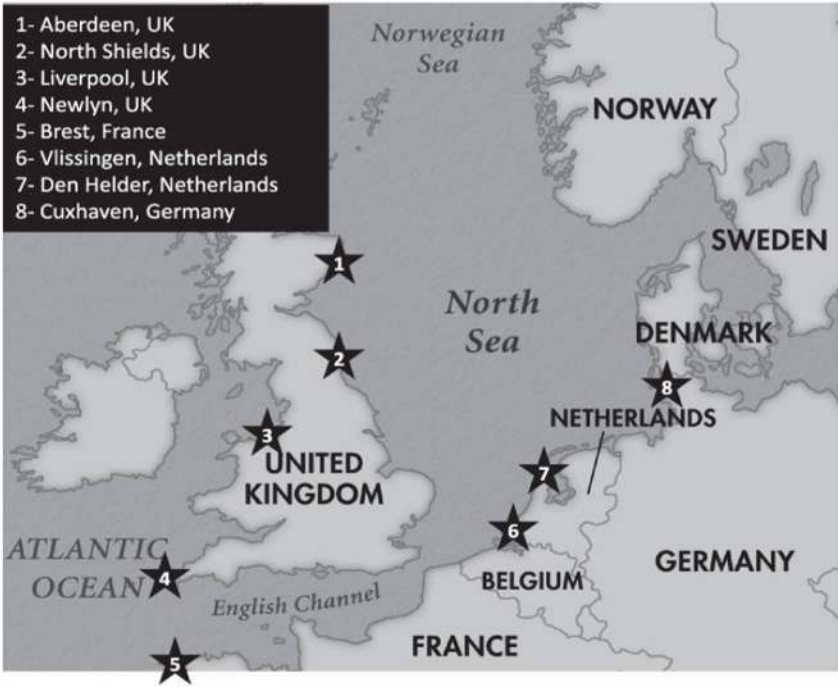 1- Aberdeen, UK
2- North Shields, UK
3- Liverpool, UK
4- Newlyn, UK
5- Brest, France
6- Vlissingen, Netherlands
7- Den Helder, Netherlands
8- Cuxhaven, Germany
Norwegian
Sea
NORWAY
SWEDEN
1
North
Sea
DENMARK
2
8
NETHERLANDS
3
UNITED
KINGDOM
7
6
ATLANTIC
OCEAN
4
English Channel
BELGIUM
GERMANY
FRANCE
5